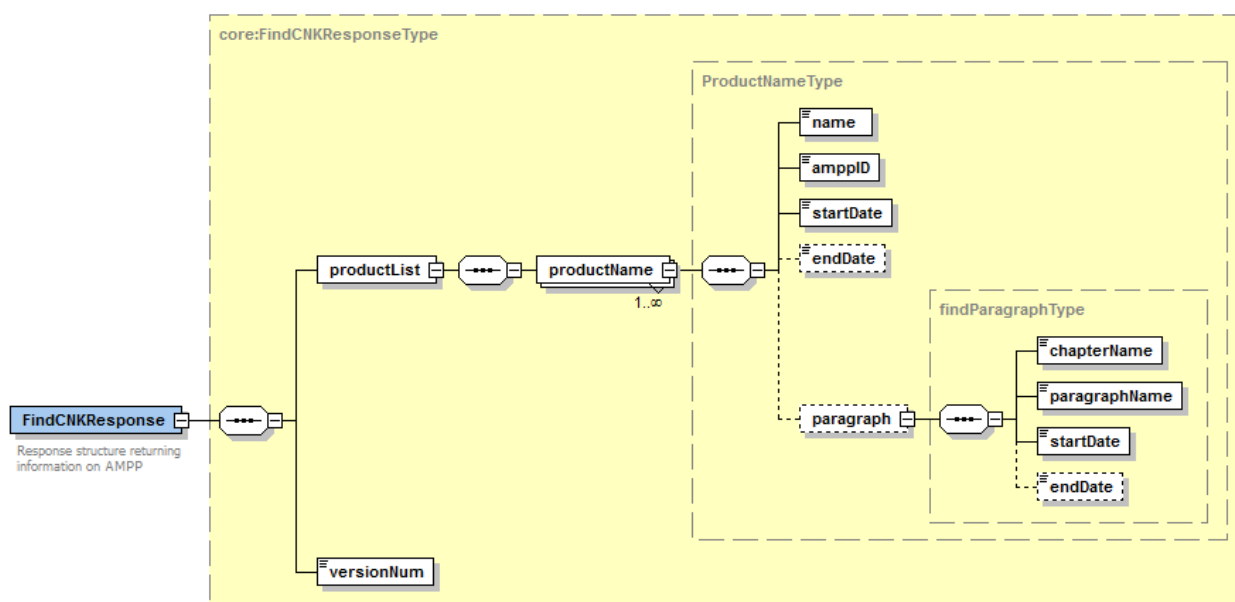 core:FindCNKResponseType
ProductNameType
name
amppID
startDate
endDate
productList
productName
1..∞
findParagraphType
chapterName
paragraphName
startDate
endDate
paragraph
FindCNKResponse
Response structure returning
information on AMPP
versionNum